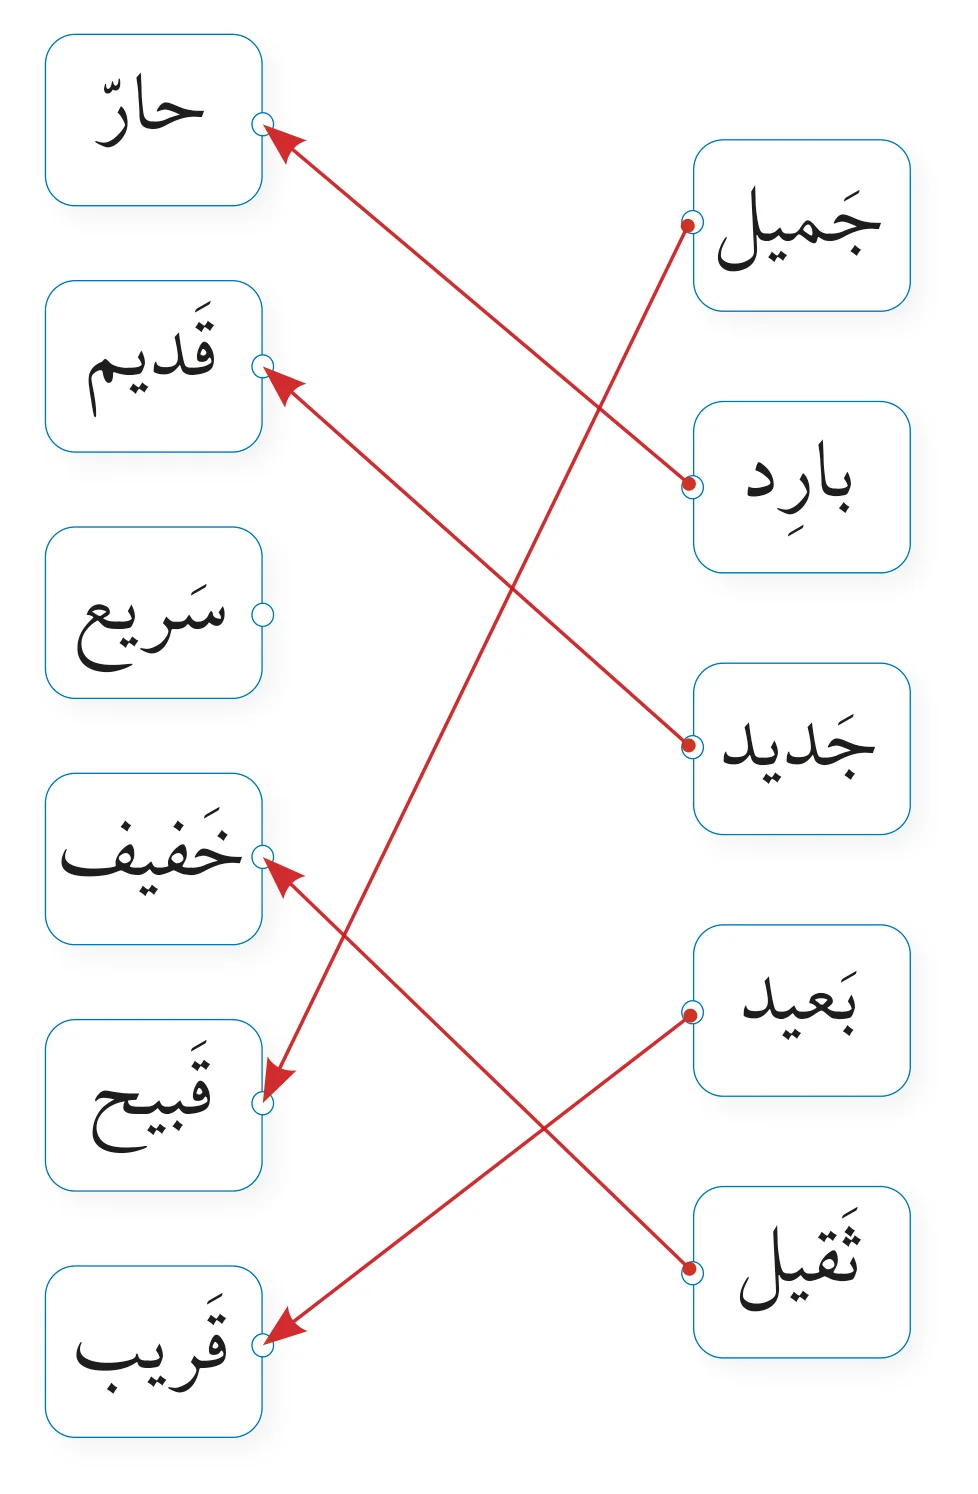 جَميل
بارِد
جَديد
بَعيد
ثَقيل
حارّ
قَديم
سَريع
خَفيف
قَبيح
قَريب